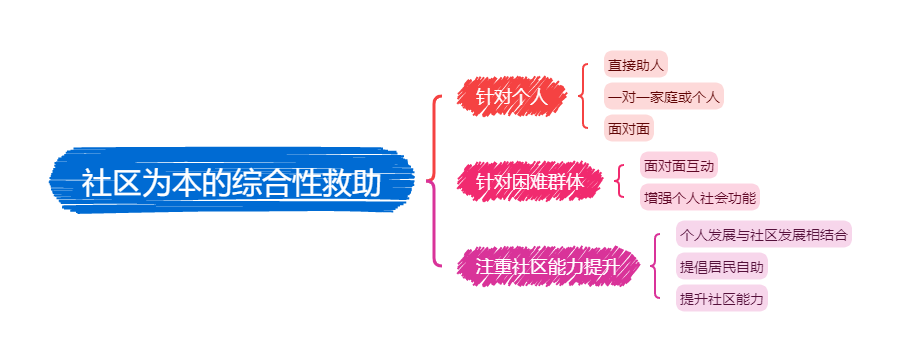 社区为本的综合性救助
针对个人
直接助人
一对一家庭或个人
面对面
针对困难群体
面对面互动
增强个人社会功能
注重社区能力提升
个人发展与社区发展相结合
提倡居民自助
提升社区能力